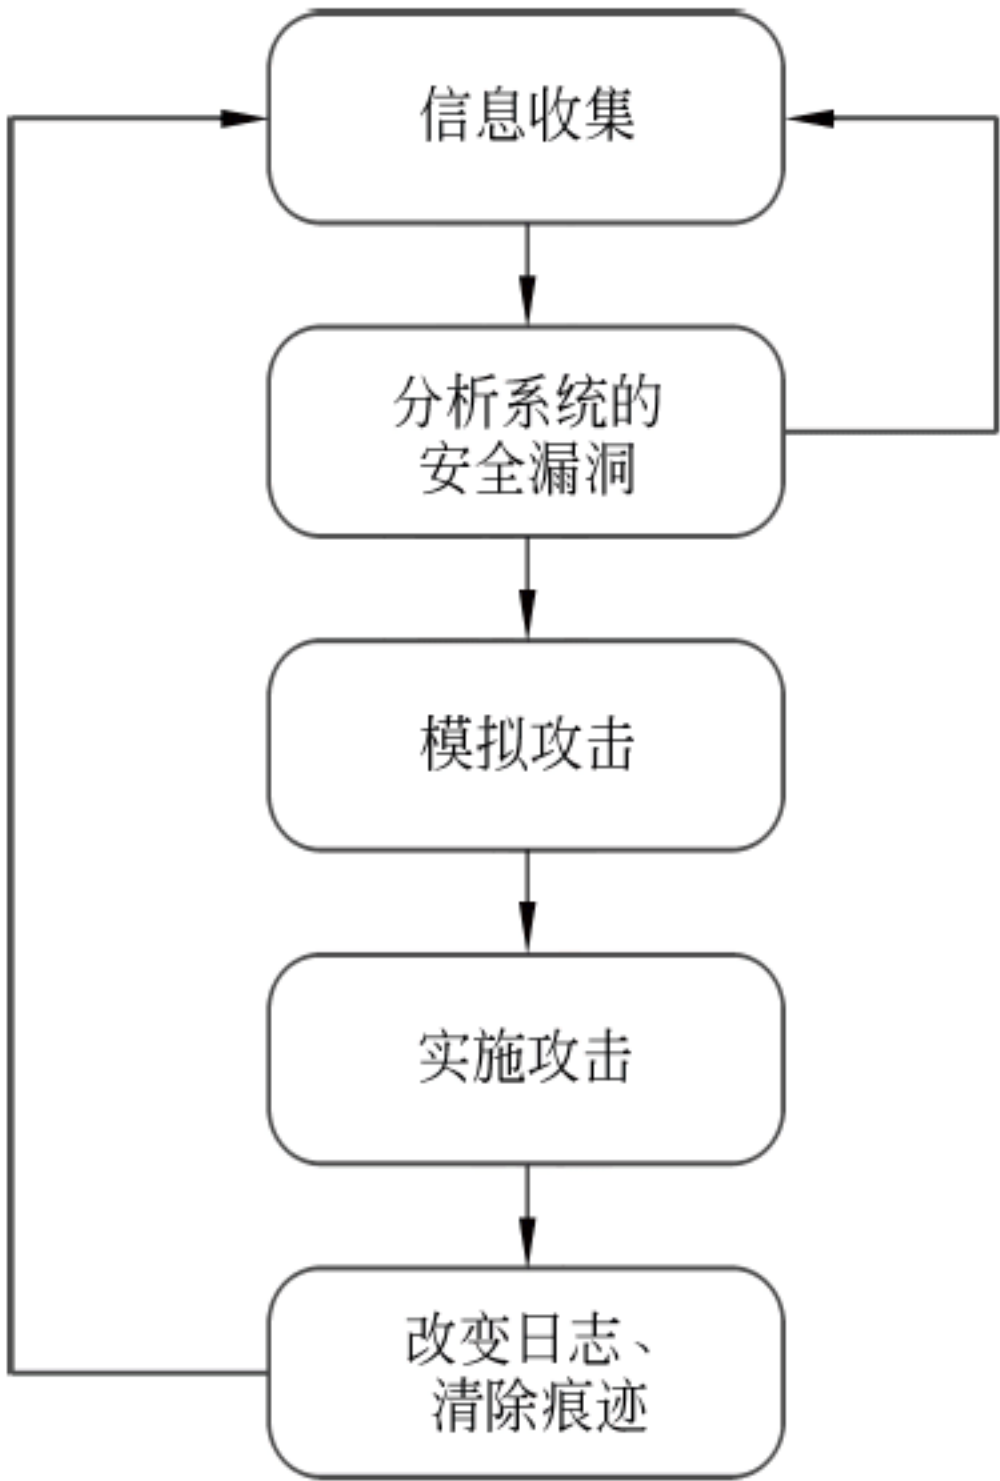 信息收集
分析系统的
安全漏洞
模拟攻击
实施攻击
改变日志、
清除痕迹